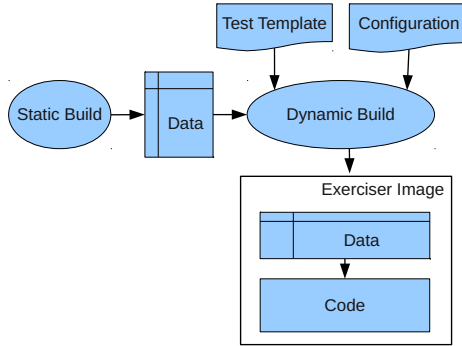 Test Template
Configuration
Static Build
Data
Dynamic Build
Exerciser Image
Data
Code